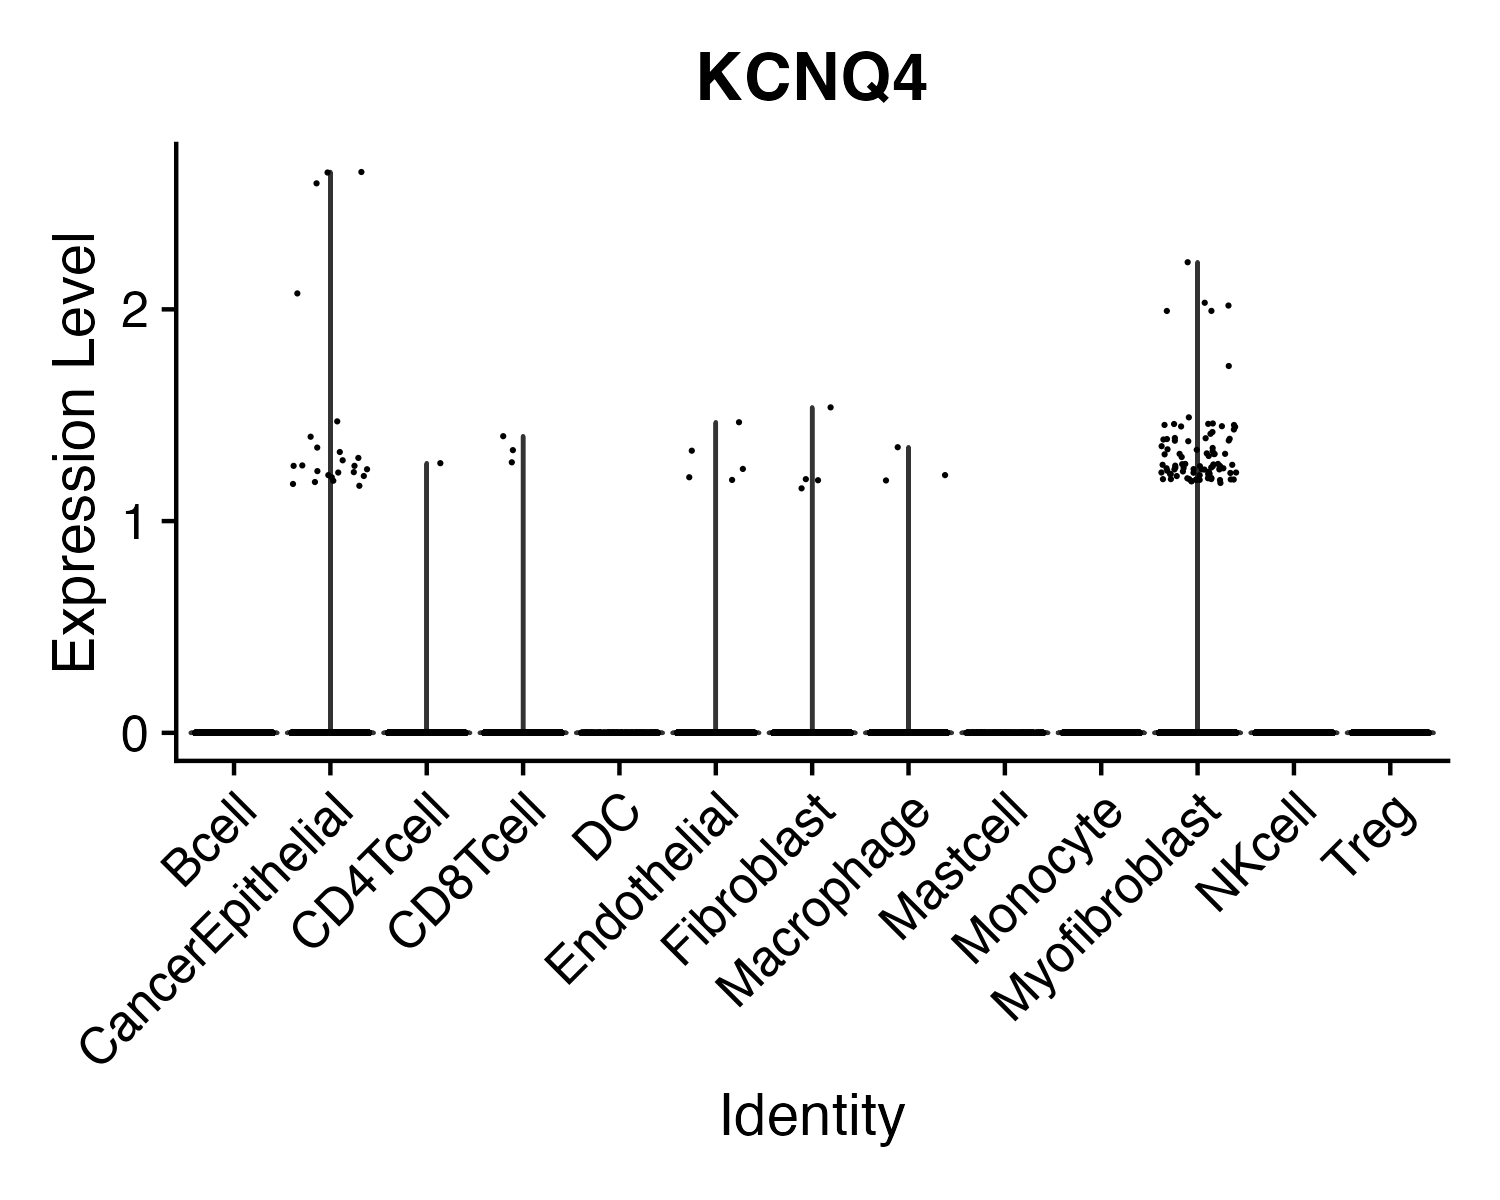 KCNQ4
Expression Level
2
1
0
Bcell
CancerEpithelial
CD4Tcell
CD8Tcell
DC
Endothelial
Fibroblast
Macrophage
Mastcell
Monocyte
Myofibroblast
NKcell
Treg
Identity